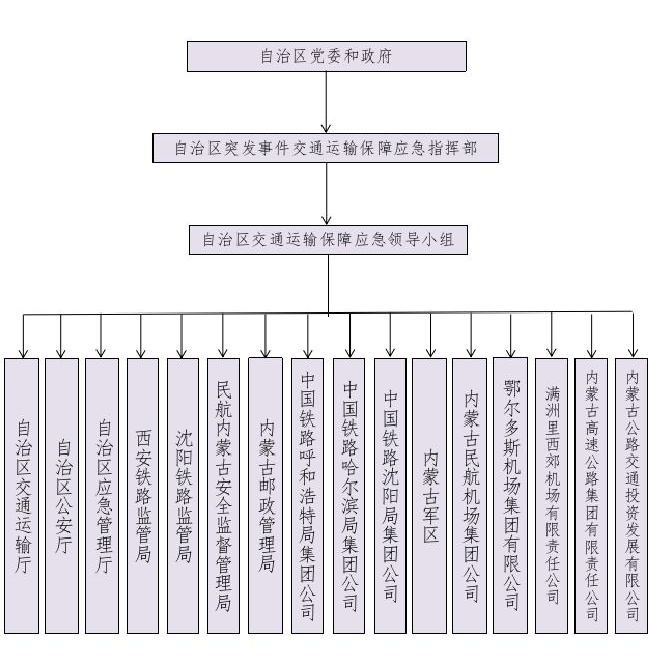 自治区党委和政府
自治区突发事件交通运输保障应急指挥部
自治区交通运输保障应急领导小组
自治区交通运输厅
自治区公安厅
自治区应急管理厅
西安铁路监管局
沈阳铁路监管局
民航内蒙古安全监督管理局
内蒙古邮政管理局
中国铁路呼和浩特局集团公司
中国铁路哈尔滨局集团公司
中国铁路沈阳局集团公司
内蒙古军区
内蒙古民航机场集团公司
鄂尔多斯机场集团有限公司
满洲里西郊机场有限责任公司
内蒙古高速公路集团有限责任公司
内蒙古公路交通投资发展有限公司